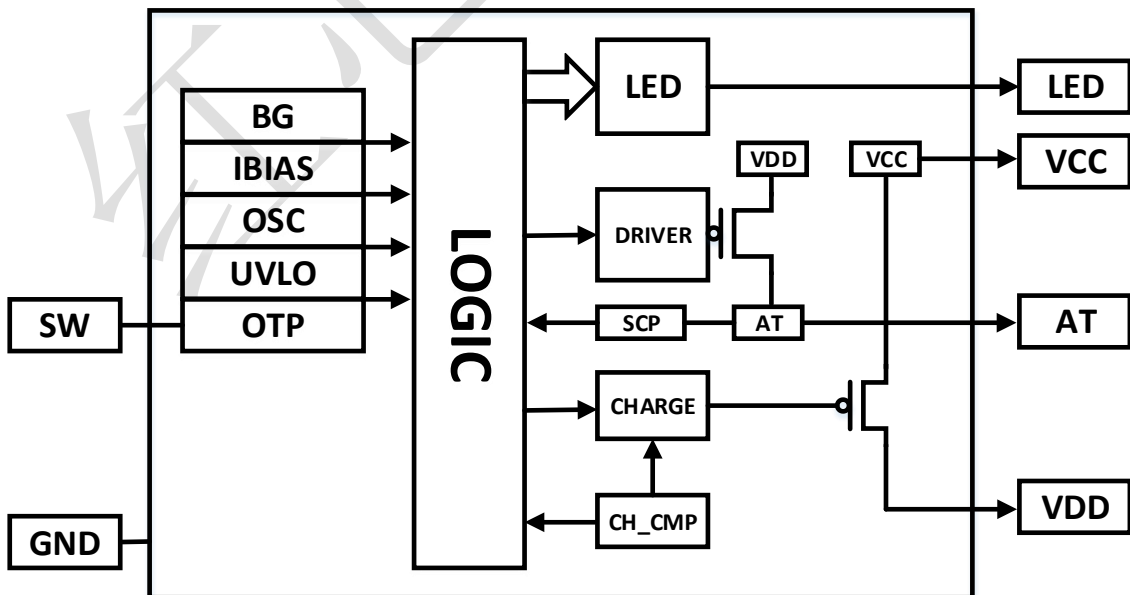 BG
IBIAS
OSC
UVLO
OTP
SW
GND
LOGIC
LED
VDD
VCC
DRIVER
SCP
AT
CHARGE
CH_CMP
LED
VCC
AT
VDD